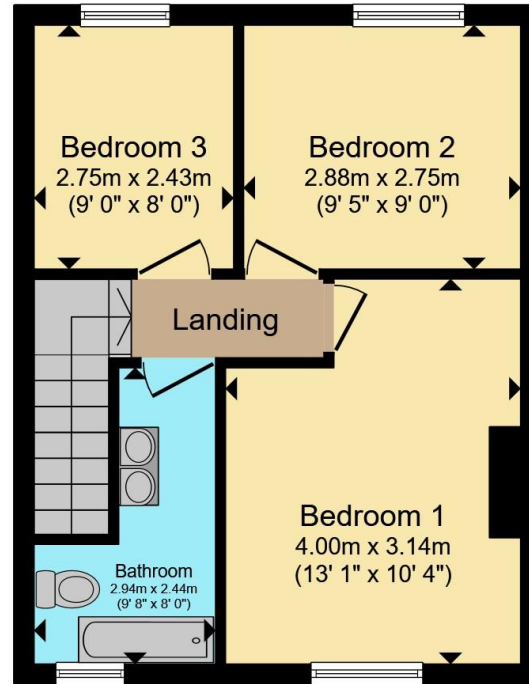 Bedroom 3
2.75m x 2.43m
(9' 0" x 8' 0")
Bedroom 2
2.88m x 2.75m
(9' 5" x 9' 0")
Landing
Bedroom 1
4.00m x 3.14m
(13' 1" x 10' 4")
Bathroom
2.94m x 2.44m
(9' 8" x 8' 0")